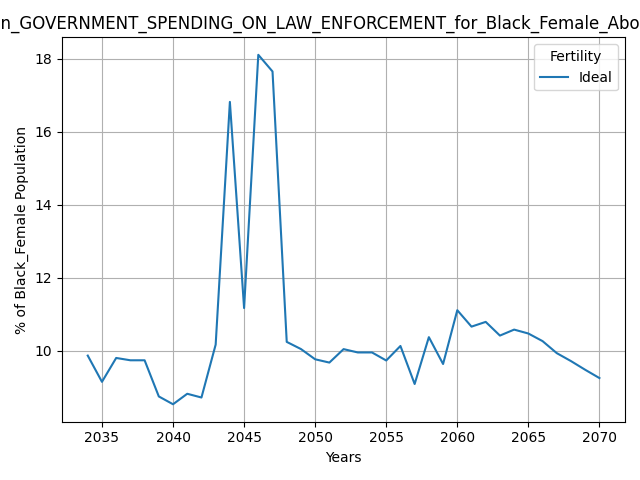 n_GOVERNMENT_SPENDING_ON_LAW_ENFORCEMENT_for_Black_Female_Abo
Fertility
Ideal
18
16
14
12
10
% of Black_Female Population
2035 2040 2045 2050 2055 2060 2065 2070
Years